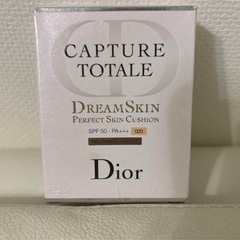 CAPTURE
TOTALE
DREAMSKIN
PERFECT SKIN CUSHION
SPF 50 - PA+++ 020
Dior